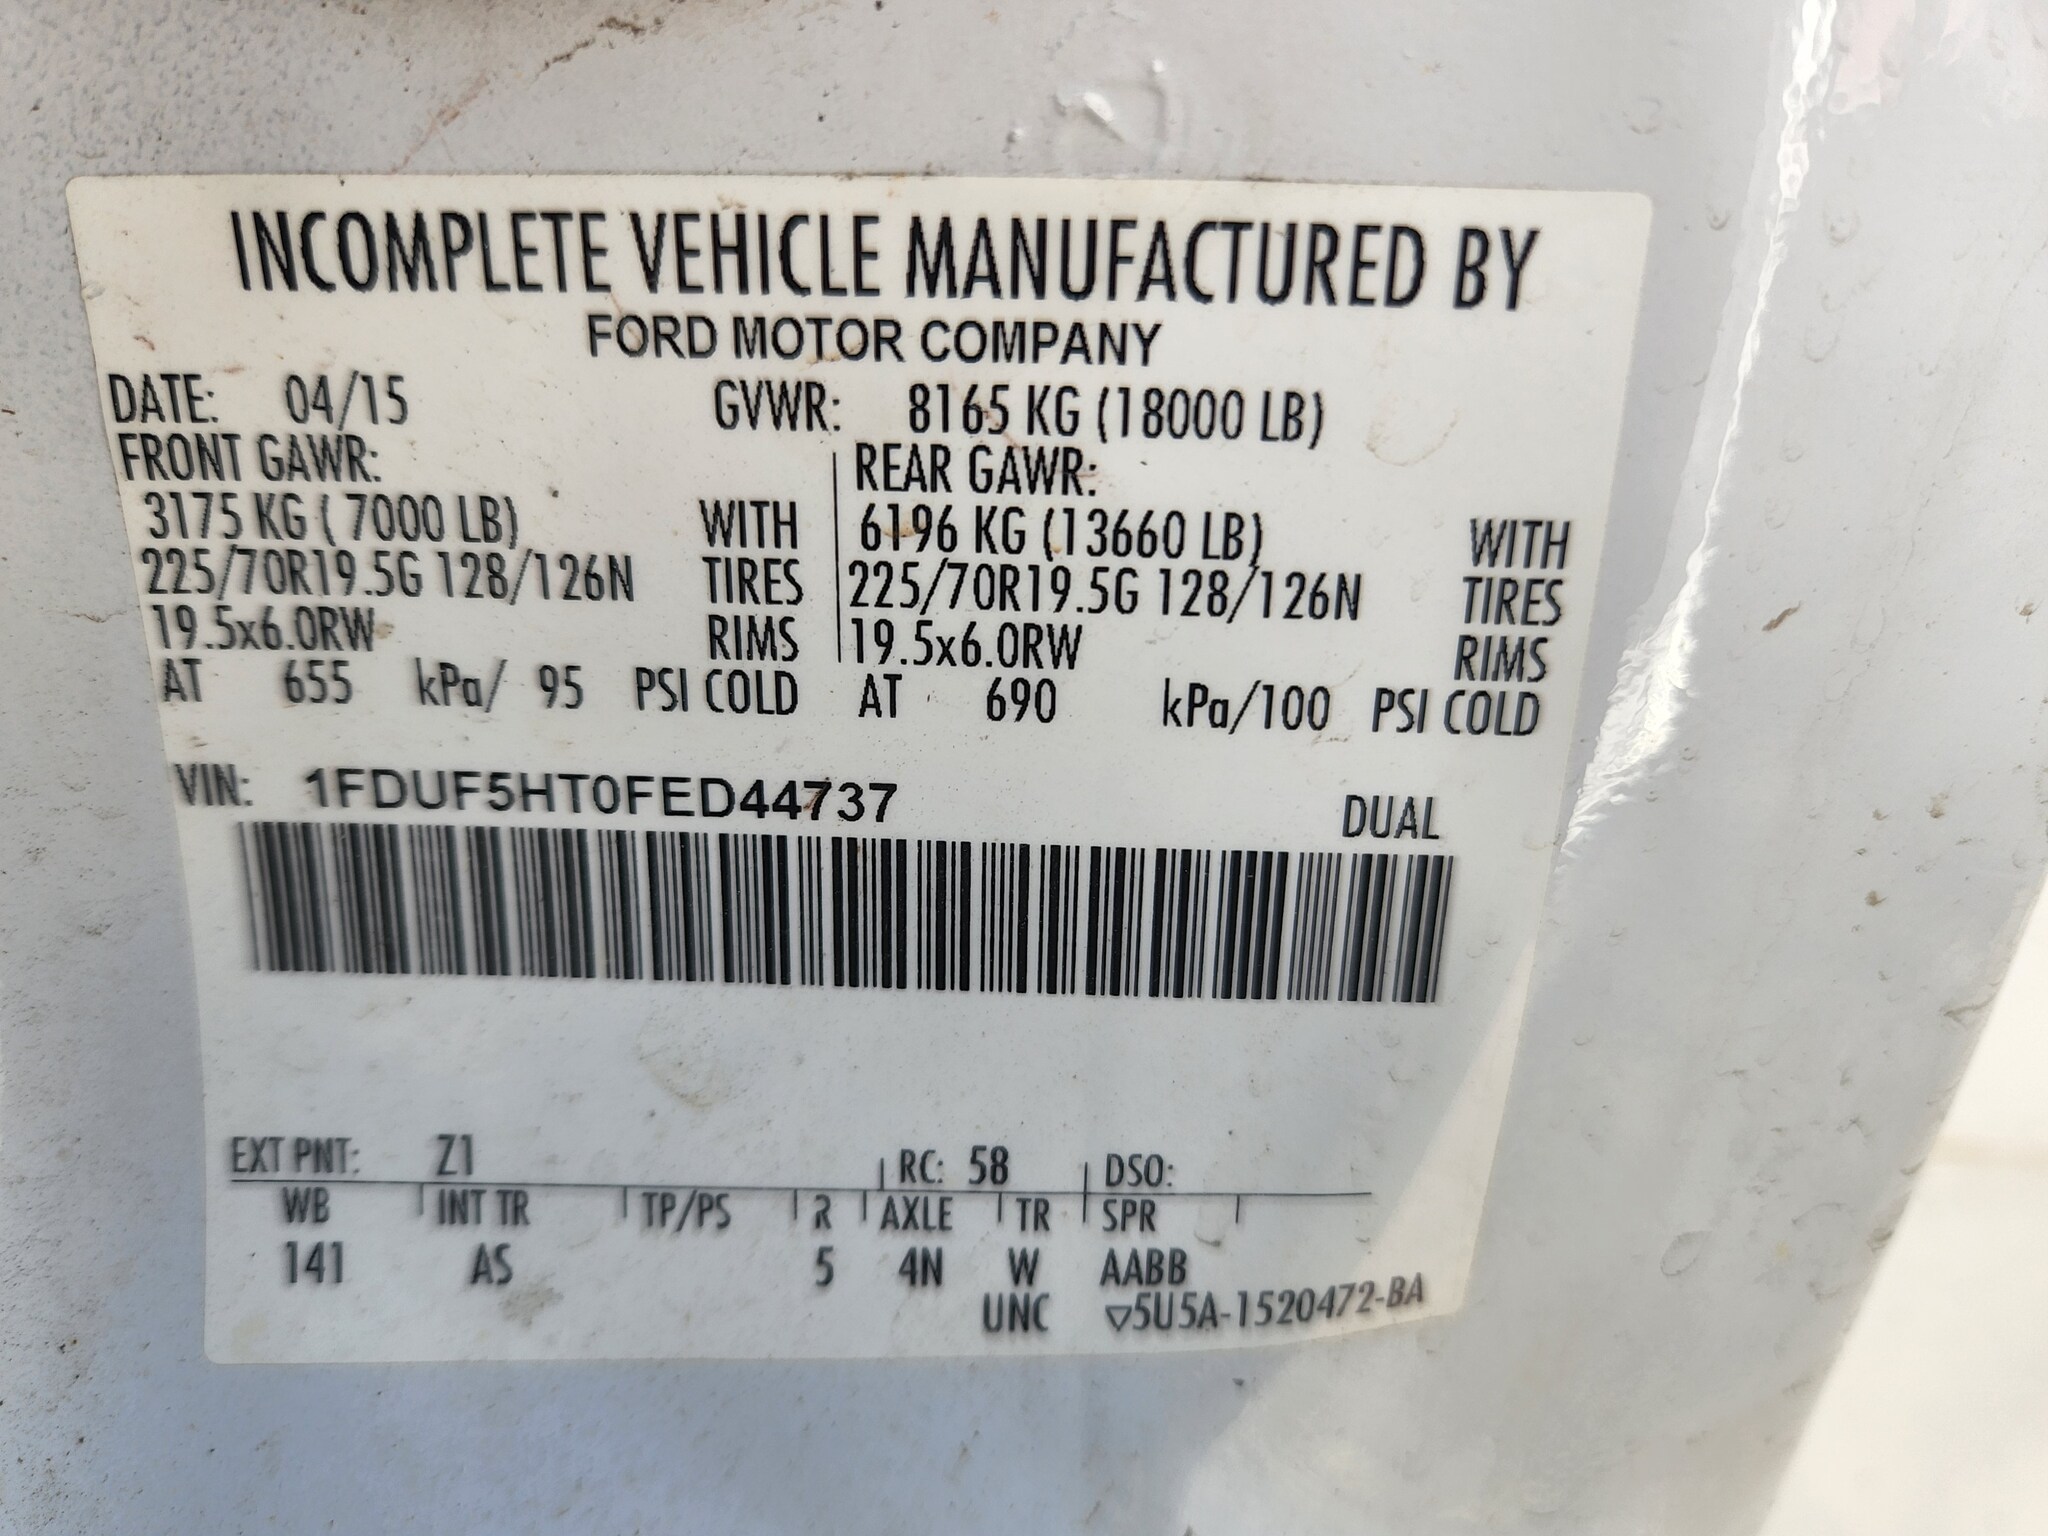 INCOMPLETE VEHICLE MANUFACTURED BY
FORD MOTOR COMPANY
DATE: 04/15 GVWR: 8165 KG (18000 LB)
FRONT GAWR: REAR GAWR:
3175 KG ( 7000 LB) WITH 6196 KG (13660 LB) WITH
225/70R19.5G 128/126N TIRES 225/70R19.5G 128/126N TIRES
19.5x6.0RW RIMS 19.5x6.0RW RIMS
AT 655 kPa/ 95 PSI COLD AT 690 kPa/100 PSI COLD
VIN: 1FDUF5HT0FED44737 DUAL
EXT PNT: Z1 RC: 58 DSO:
WB INT TR TP/PS R AXLE TR SPR
141 AS 5 4N W AABB
UNC ▽5U5A-1520472-BA